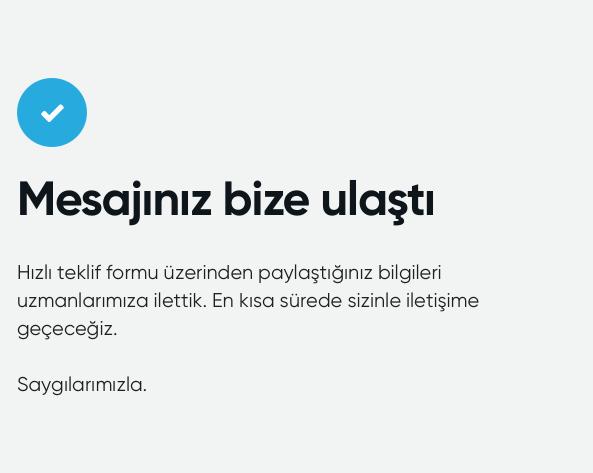 Mesajınız bize ulaştı
Hızlı teklif formu üzerinden paylaştığınız bilgileri
uzmanlarımıza ilettik. En kısa sürede sizinle iletişime
geçeceğiz.
Saygılarımızla.